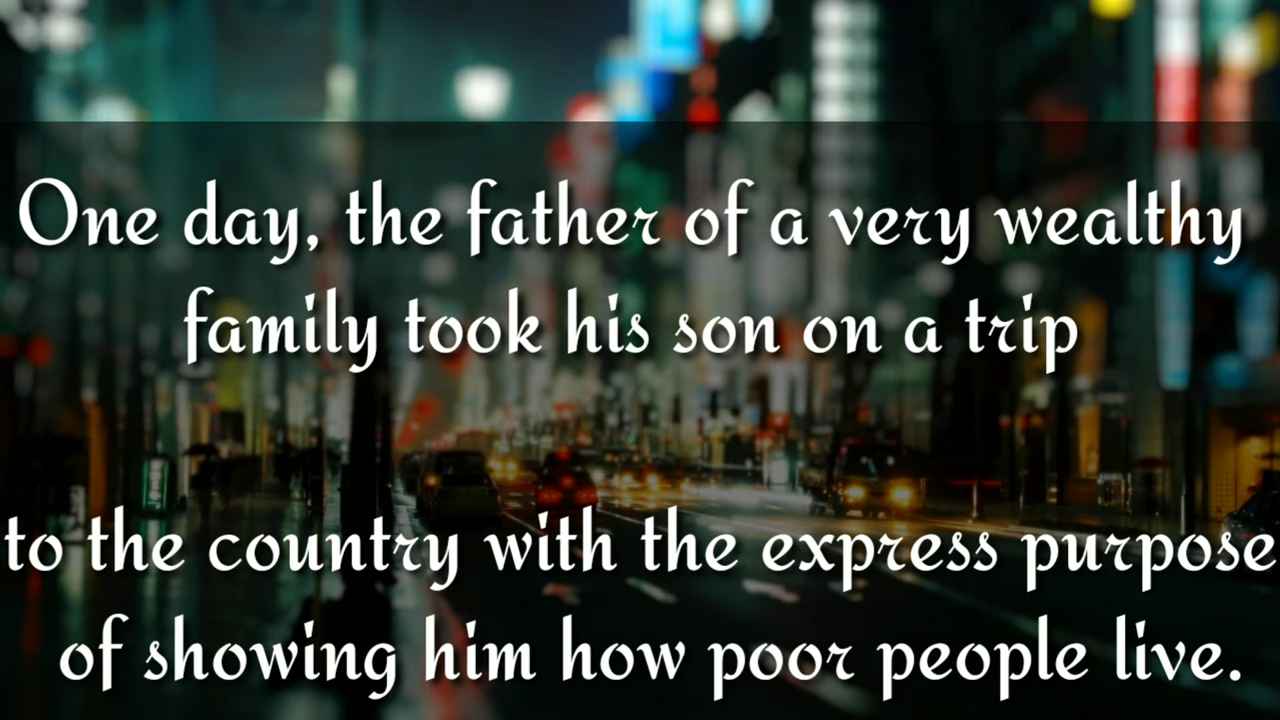 One day, the father of a very wealthy
family took his son on a trip
to the country with the express purpose
of showing him how poor people live.